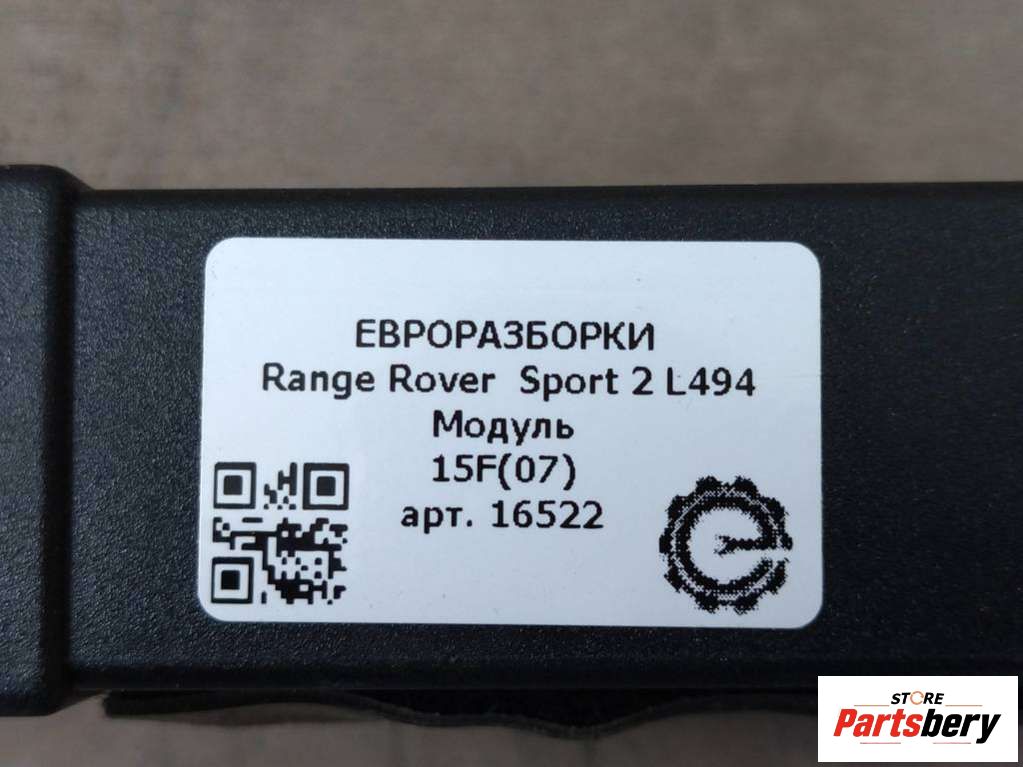 ЕВРОРАЗБОРКИ
Range Rover Sport 2 L494
Модуль
15F(07)
арт. 16522
STORE
Partsbery